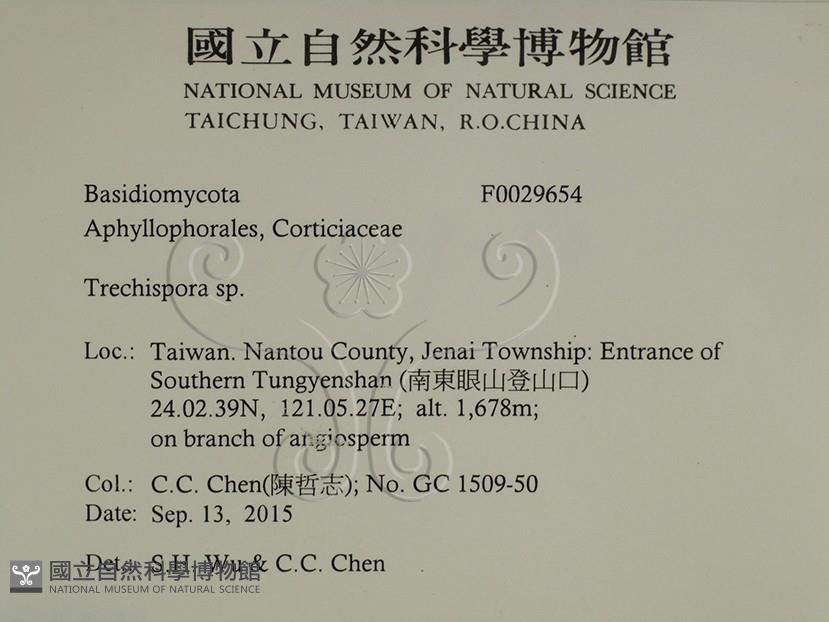 國立自然科學博物館
NATIONAL MUSEUM OF NATURAL SCIENCE
TAICHUNG, TAIWAN, R.O.CHINA
Basidiomycota F0029654
Aphyllophorales, Corticiaceae
Trechispora sp.
Loc.: Taiwan. Nantou County, Jenai Township: Entrance of
Southern Tungyenshan (南東眼山登山口)
24.02.39N, 121.05.27E; alt. 1,678m;
on branch of angiosperm
Col.: C.C. Chen(陳哲志); No. GC 1509-50
Date: Sep. 13, 2015
Det.: S.H. Wu & C.C. Chen
國立自然科學博物館
NATIONAL MUSEUM OF NATURAL SCIENCE